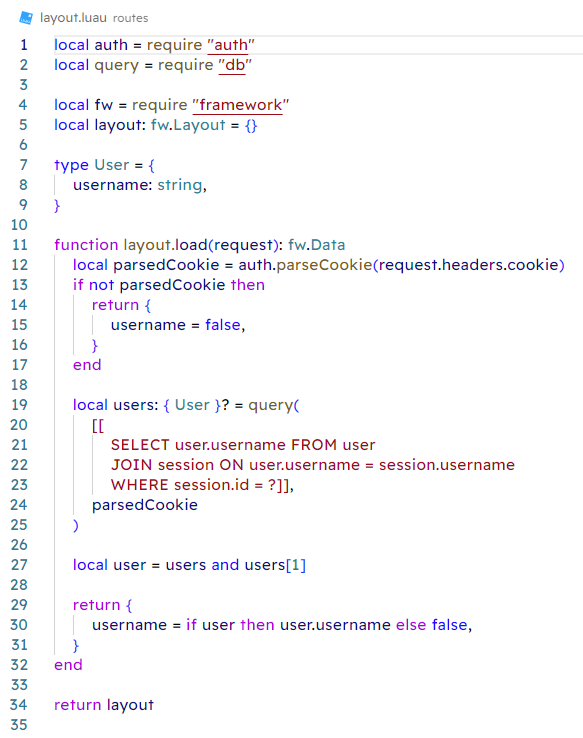 layout.luau routes
1 local auth = require "auth"
2 local query = require "db"
3
4 local fw = require "framework"
5 local layout: fw.Layout = {}
6
7 type User = {
8     username: string,
9 }
10
11 function layout.load(request): fw.Data
12     local parsedCookie = auth.parseCookie(request.headers.cookie)
13     if not parsedCookie then
14         return {
15             username = false,
16         }
17     end
18
19     local users: { User }? = query(
20         [[
21             SELECT user.username FROM user
22             JOIN session ON user.username = session.username
23             WHERE session.id = ?]],
24         parsedCookie
25     )
26
27     local user = users and users[1]
28
29     return {
30         username = if user then user.username else false,
31     }
32 end
33
34 return layout
35